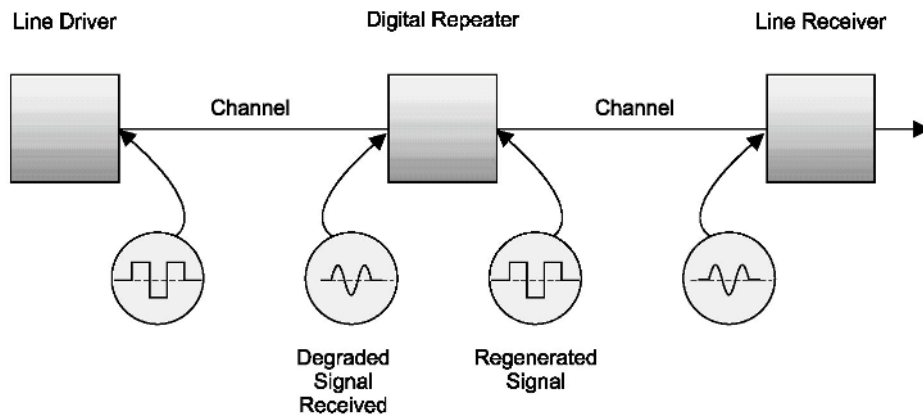 Line Driver
Digital Repeater
Line Receiver
Channel
Channel
Degraded
Signal
Received
Regenerated
Signal